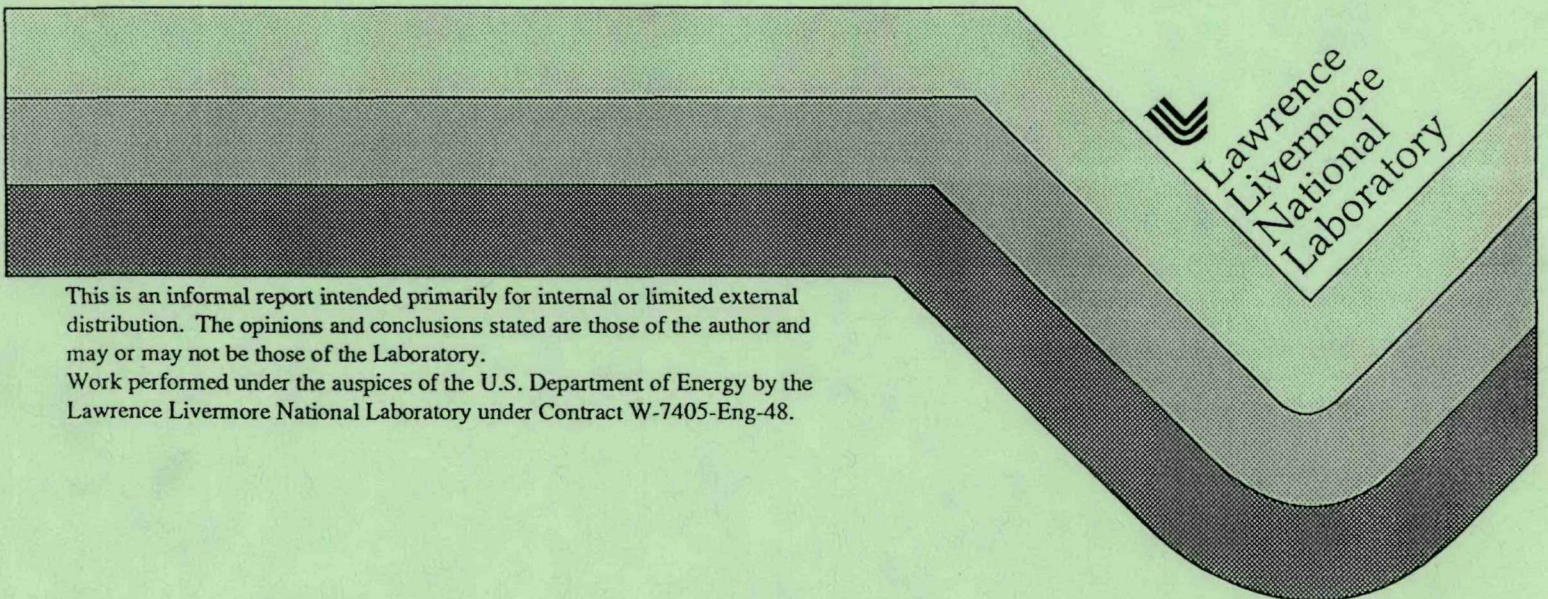 Lawrence
Livermore
National
Laboratory
This is an informal report intended primarily for internal or limited external
distribution. The opinions and conclusions stated are those of the author and
may or may not be those of the Laboratory.
Work performed under the auspices of the U.S. Department of Energy by the
Lawrence Livermore National Laboratory under Contract W-7405-Eng-48.